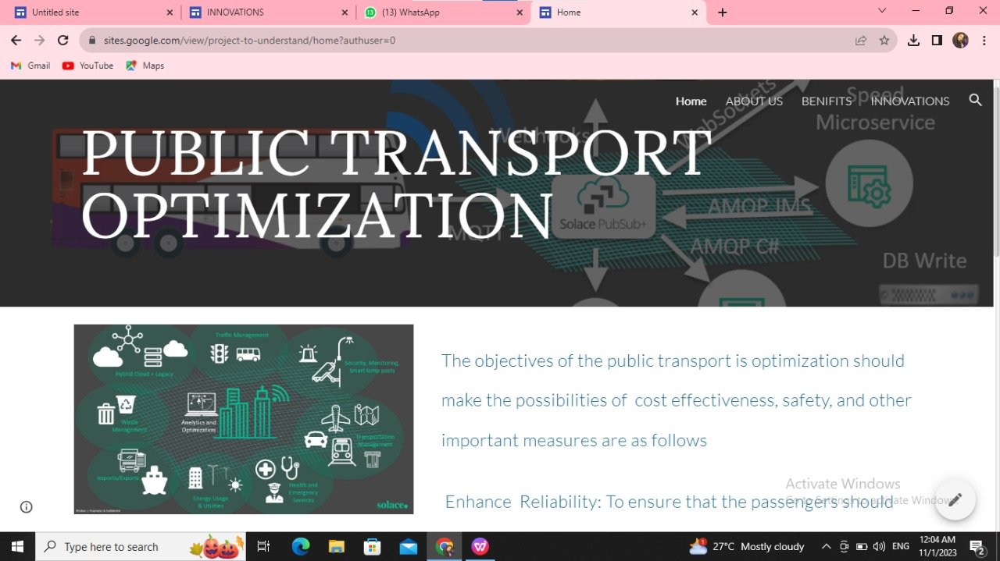 Untitled site
INNOVATIONS
(13) WhatsApp
Home
sites.google.com/view/project-to-understand/home?authuser=0
Gmail
YouTube
Maps
Home
ABOUT US
BENIFITS
INNOVATIONS
Speed
Microservice
Webhooks
WebSockets
PUBLIC TRANSPORT
OPTIMIZATION
Solace PubSub+
MQTT
AMQP JMS
AMQP C#
DB Write
Traffic Management
Hybrid Cloud + Legacy
Security, Monitoring,
Smart lamp posts
Waste
Management
Analytics and
Optimization
Transportation
Management
Imports/Exports
Energy Usage
& Utilities
Health and
Emergency
Services
solace.
The objectives of the public transport is optimization should
make the possibilities of  cost effectiveness, safety, and other
important measures are as follows
Enhance  Reliability: To ensure that the passengers should
Activate Windows
Go to Settings to activate Windows.
Type here to search
27°C  Mostly cloudy
ENG
12:04 AM
11/1/2023
2